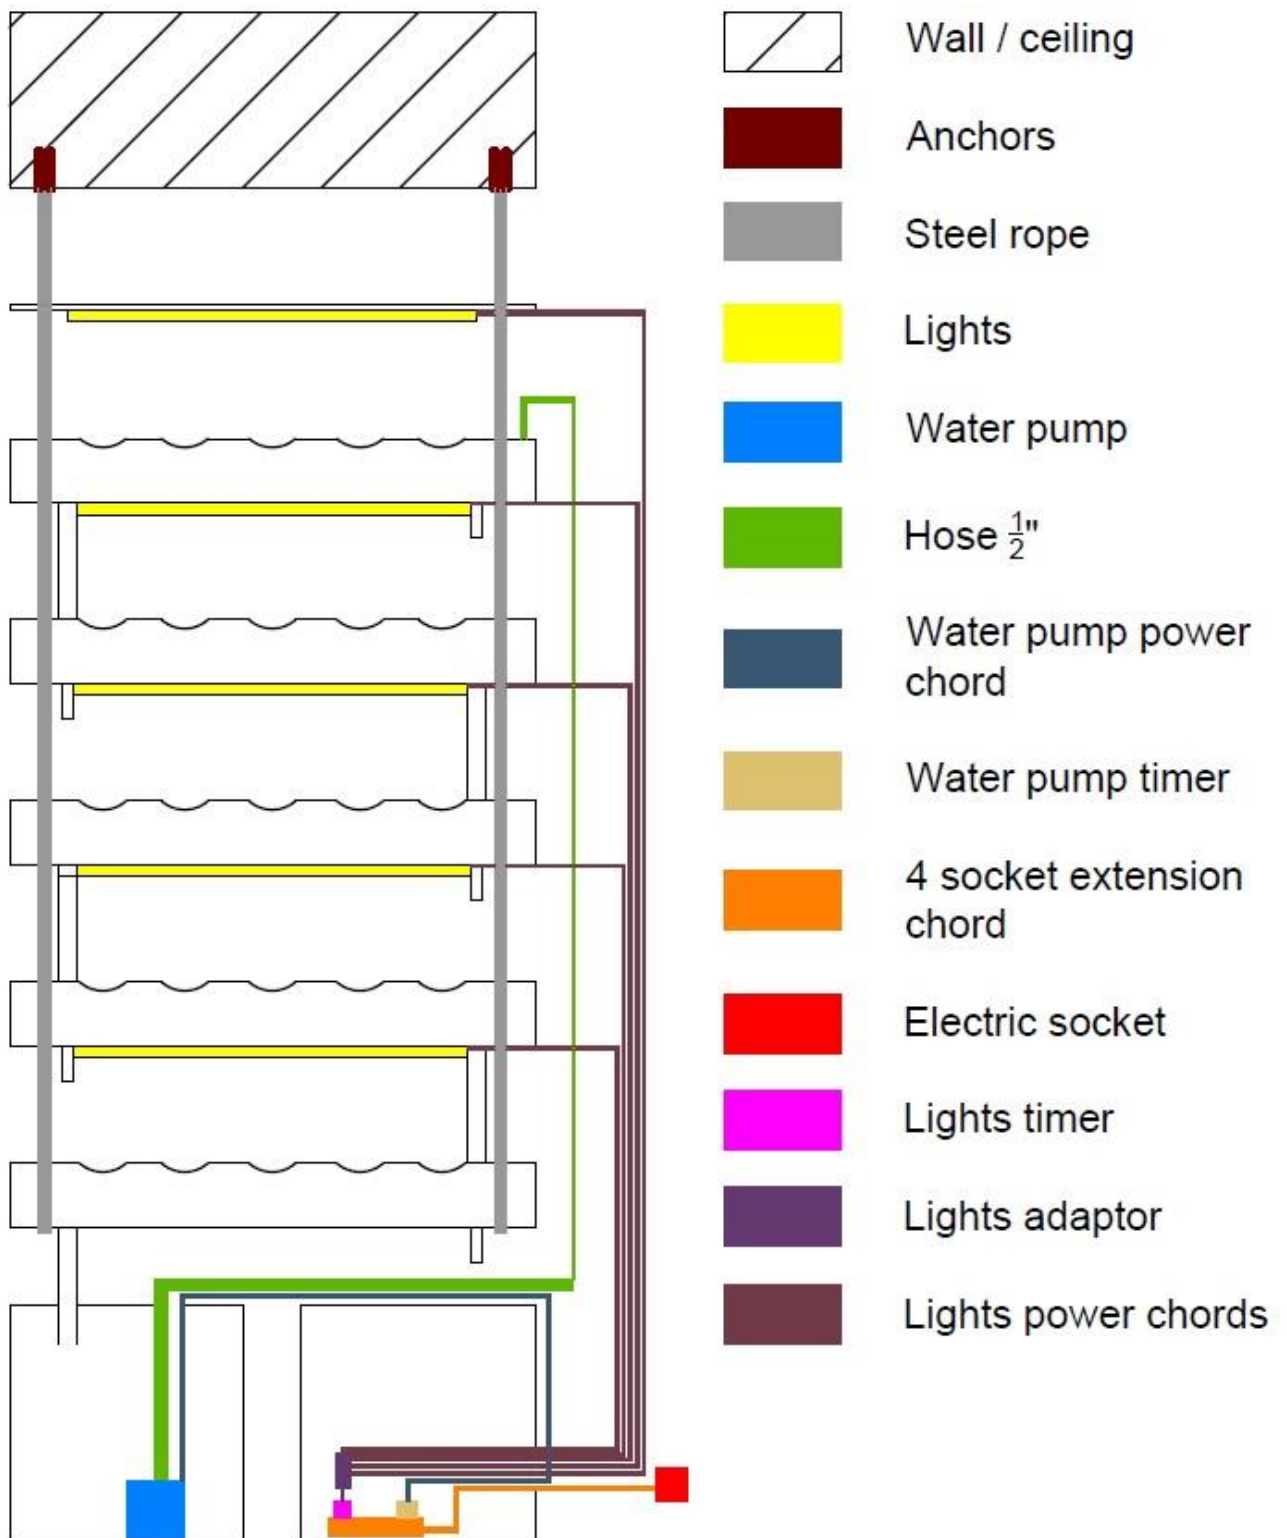 Wall / ceiling
Anchors
Steel rope
Lights
Water pump
Hose ½"
Water pump power
chord
Water pump timer
4 socket extension
chord
Electric socket
Lights timer
Lights adaptor
Lights power chords